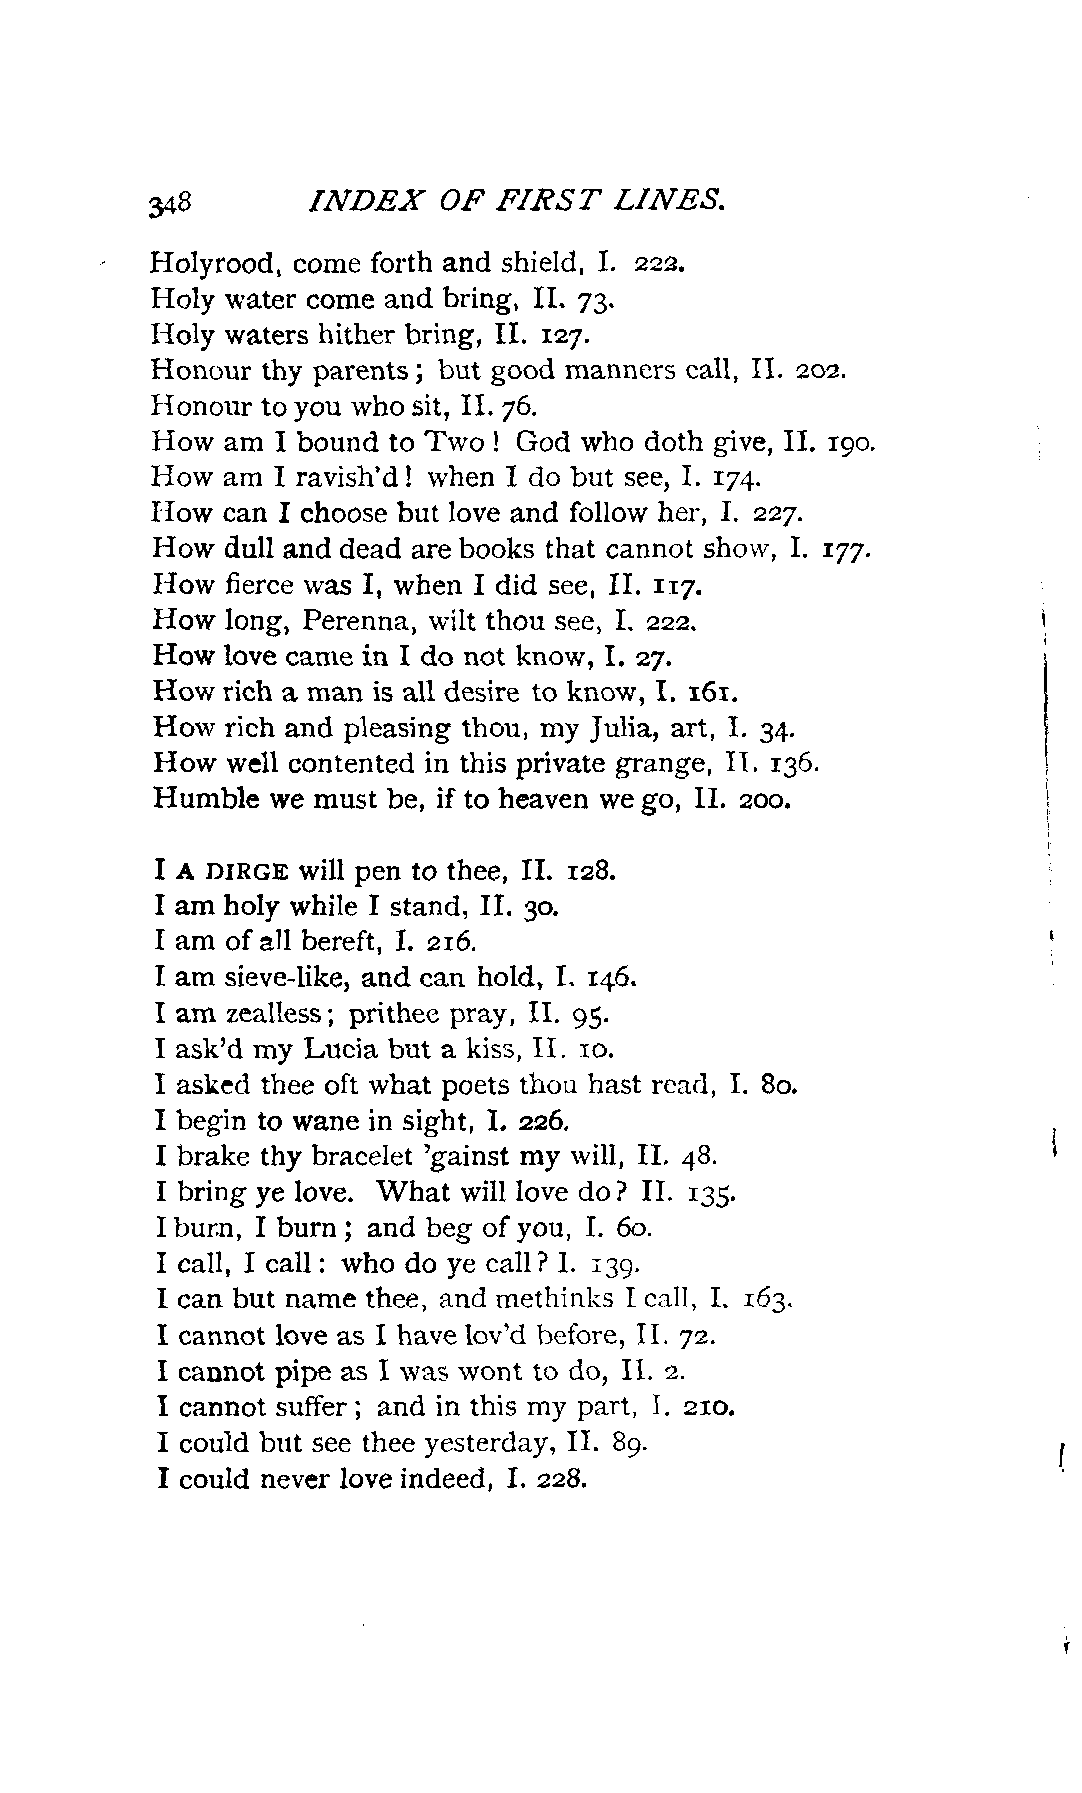 348 INDEX OF FIRST LINES.
Holyrood, come forth and shield, I. 222.
Holy water come and bring, II. 73.
Holy waters hither bring, II. 127.
Honour thy parents; but good manners call, II. 202.
Honour to you who sit, II. 76.
How am I bound to Two! God who doth give, II. 190.
How am I ravish'd! when I do but see, I. 174.
How can I choose but love and follow her, I. 227.
How dull and dead are books that cannot show, I. 177.
How fierce was I, when I did see, II. 117.
How long, Perenna, wilt thou see, I. 222.
How love came in I do not know, I. 27.
How rich a man is all desire to know, I. 161.
How rich and pleasing thou, my Julia, art, I. 34.
How well contented in this private grange, II. 136.
Humble we must be, if to heaven we go, II. 200.
I A DIRGE will pen to thee, II. 128.
I am holy while I stand, II. 30.
I am of all bereft, I. 216.
I am sieve-like, and can hold, I. 146.
I am zealless; prithee pray, II. 95.
I ask'd my Lucia but a kiss, II. 10.
I asked thee oft what poets thou hast read, I. 80.
I begin to wane in sight, I. 226.
I brake thy bracelet 'gainst my will, II. 48.
I bring ye love. What will love do? II. 135.
I burn, I burn; and beg of you, I. 60.
I call, I call: who do ye call? I. 139.
I can but name thee, and methinks I call, I. 163.
I cannot love as I have lov'd before, II. 72.
I cannot pipe as I was wont to do, II. 2.
I cannot suffer; and in this my part, I. 210.
I could but see thee yesterday, II. 89.
I could never love indeed, I. 228.